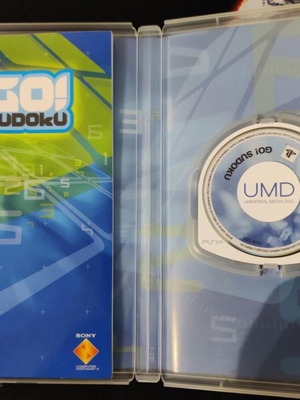 GO!
SUDOKU
SONY
COMPUTER
ENTERTAINMENT
GO! SUDOKU
UMD
UNIVERSAL MEDIA DISC
PSP